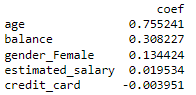 coef
age 0.755241
balance 0.308227
gender_Female 0.134424
estimated_salary 0.019534
credit_card -0.003951